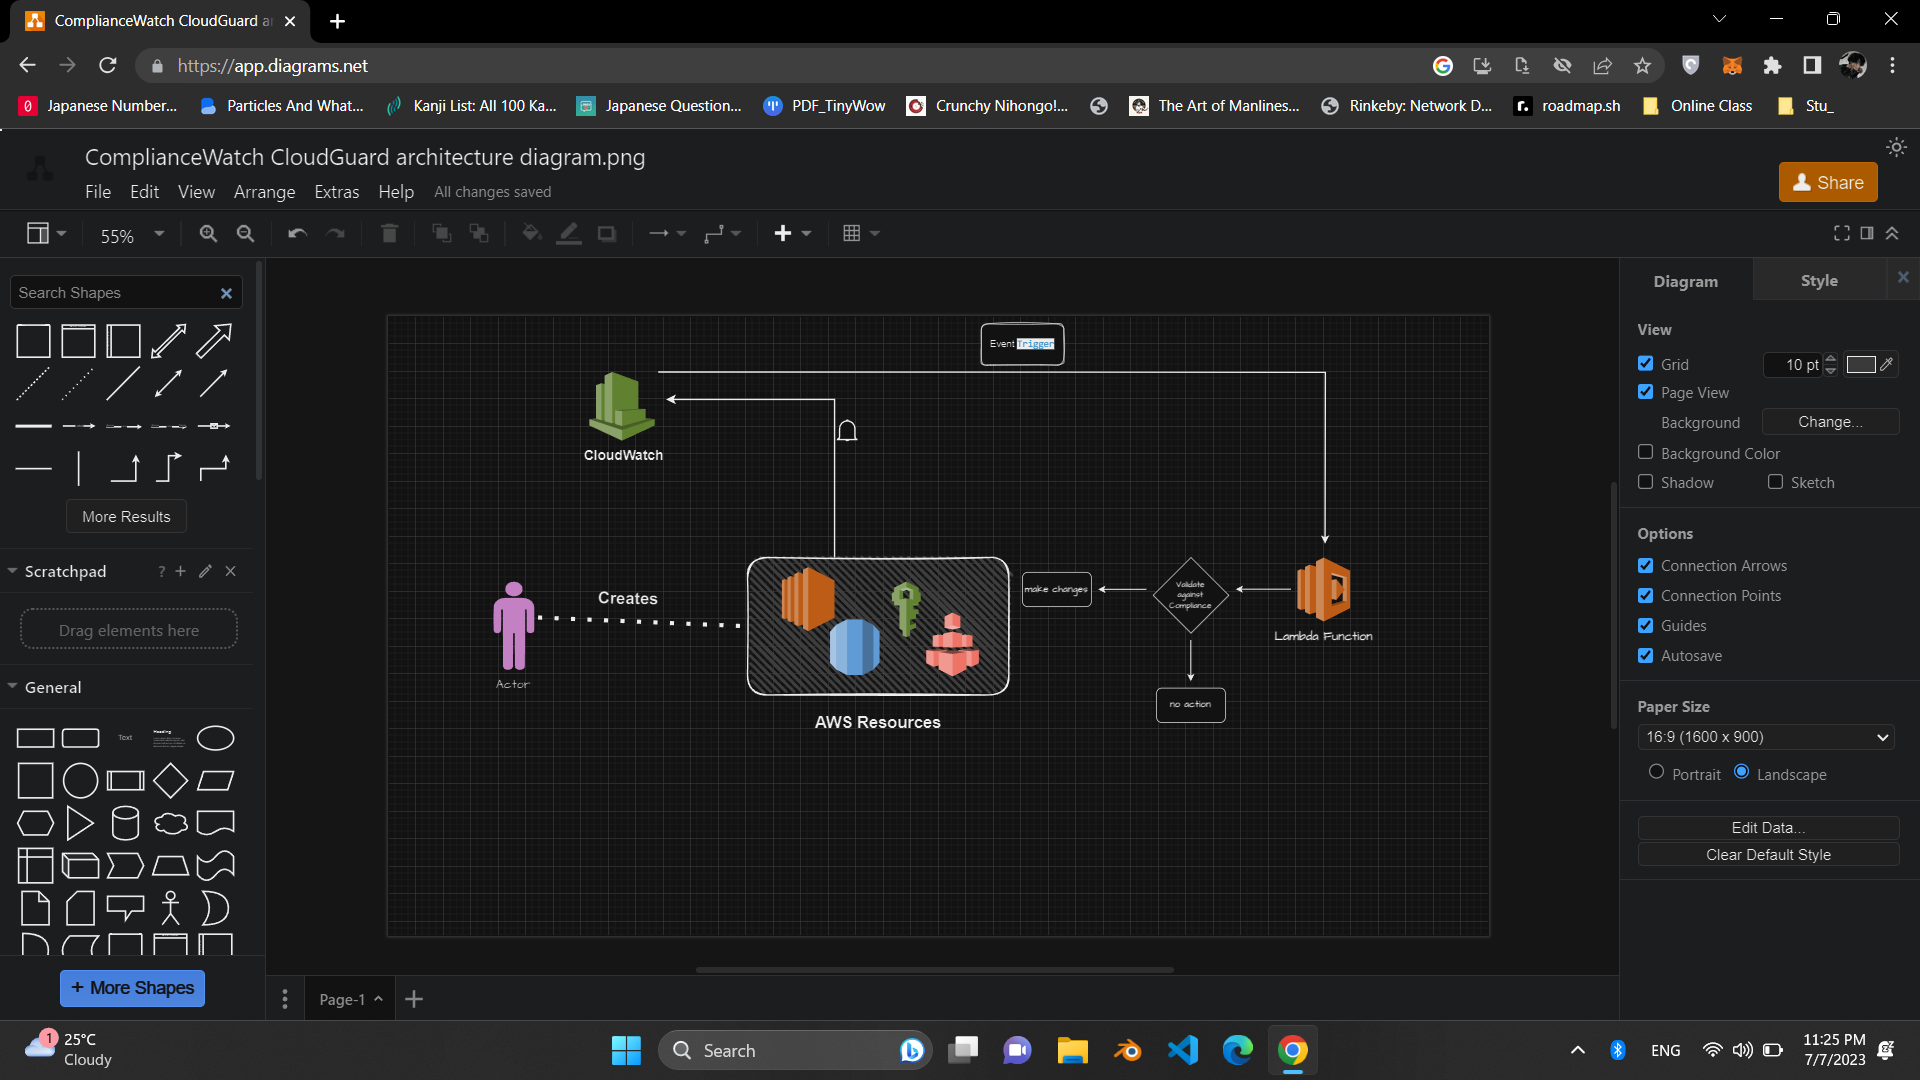 ComplianceWatch CloudGuard a
https://app.diagrams.net
Japanese Number...
Particles And What...
Kanji List: All 100 Ka...
Japanese Question...
PDF_TinyWow
Crunchy Nihongo!...
The Art of Manlines...
Rinkeby: Network D...
roadmap.sh
Online Class
Stu_
ComplianceWatch CloudGuard architecture diagram.png
File Edit View Arrange Extras Help All changes saved
Share
55%
Search Shapes
More Results
Scratchpad
?
Drag elements here
General
Text
Heading
+ More Shapes
Event Trigger
CloudWatch
Creates
Actor
AWS Resources
make changes
Validate
against
Compliance
no action
Lambda Function
Page-1
Diagram
Style
View
Grid
10 pt
Page View
Background
Change...
Background Color
Shadow
Sketch
Options
Connection Arrows
Connection Points
Guides
Autosave
Paper Size
16:9 (1600 x 900)
Portrait
Landscape
Edit Data...
Clear Default Style
1
25°C
Cloudy
Search
ENG
11:25 PM
7/7/2023